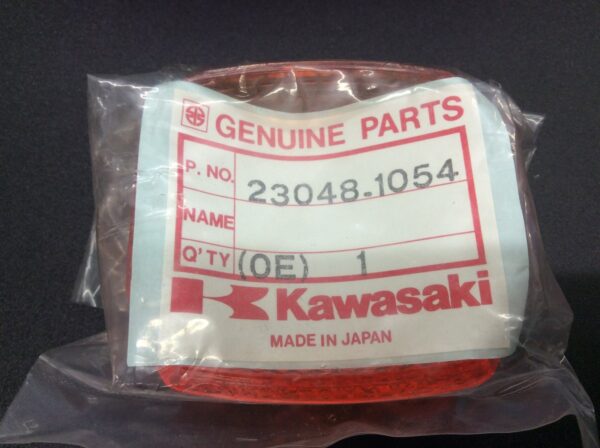 GENUINE PARTS
P. NO. 23048-1054
NAME
Q'TY (OE) 1
Kawasaki
MADE IN JAPAN